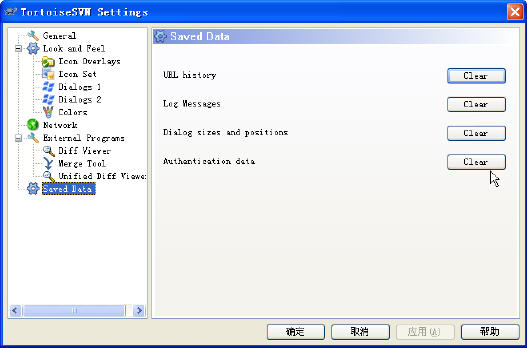 TortoiseSVN Settings
General
Look and Feel
Icon Overlays
Icon Set
Dialogs 1
Dialogs 2
Colors
Network
External Programs
Diff Viewer
Merge Tool
Unified Diff Viewe
Saved Data
Saved Data
URL history
Clear
Log Messages
Clear
Dialog sizes and positions
Clear
Authentication data
Clear
确定
取消
应用(A)
帮助